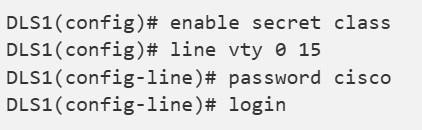 DLS1(config)# enable secret class
DLS1(config)# line vty 0 15
DLS1(config-line)# password cisco
DLS1(config-line)# login